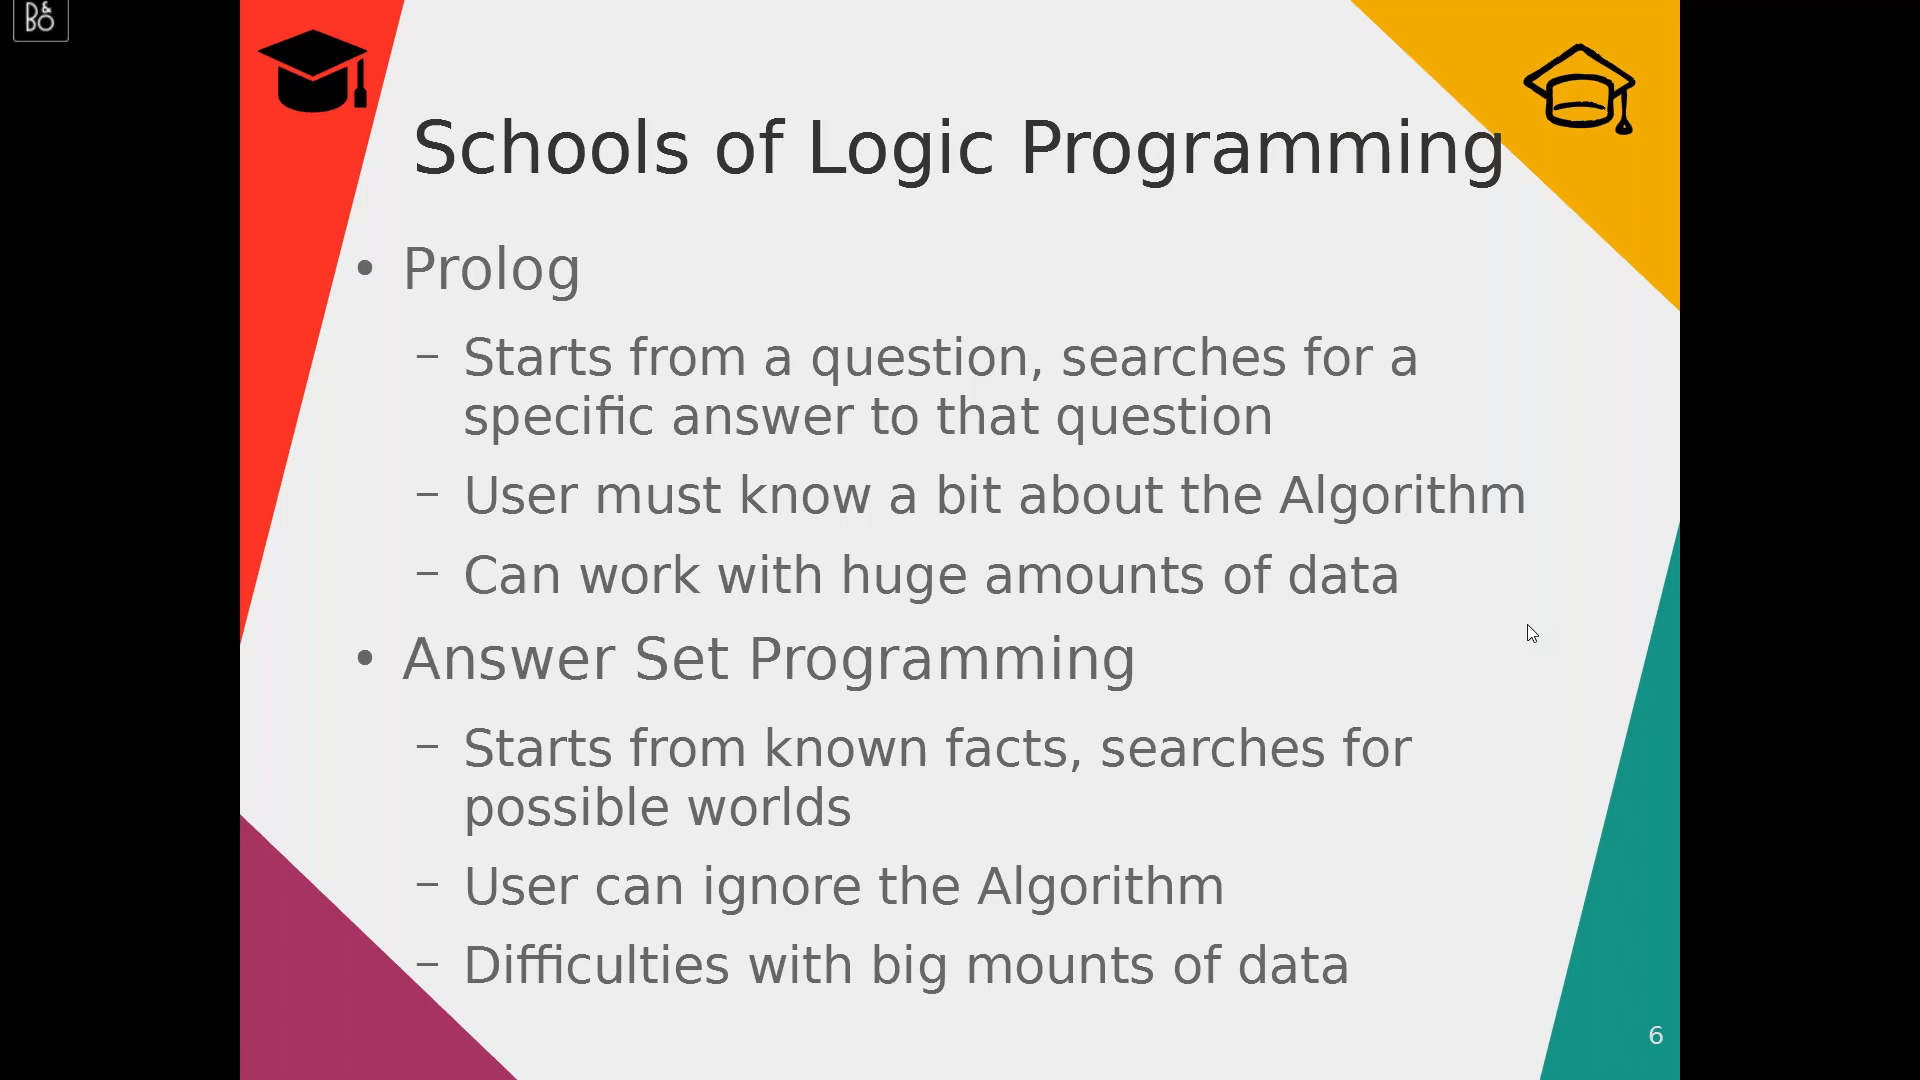 B&O
Schools of Logic Programming
• Prolog
– Starts from a question, searches for a
specific answer to that question
– User must know a bit about the Algorithm
– Can work with huge amounts of data
• Answer Set Programming
– Starts from known facts, searches for
possible worlds
– User can ignore the Algorithm
– Difficulties with big mounts of data
6